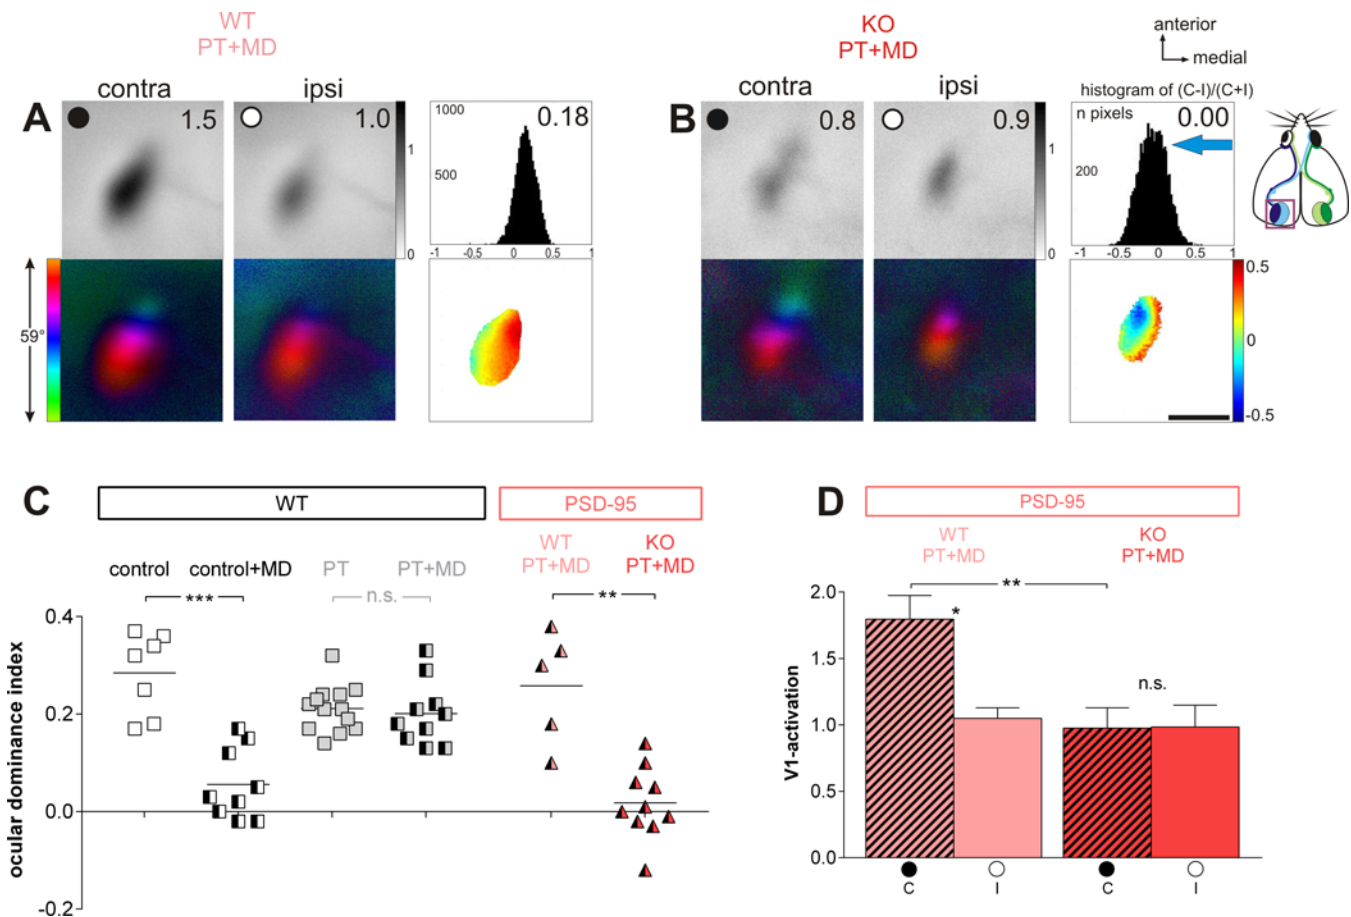 WT
PT+MD
KO
PT+MD
anterior
medial
A
contra
1.5
ipsi
1.0
1
0
1000
500
0.18
-1 -0.5 0 0.5 1
59°
B
contra
0.8
ipsi
0.9
1
0
histogram of (C-I)/(C+I)
n pixels
0.00
200
-1 -0.5 0 0.5 1
0.5
0
-0.5
C
WT
PSD-95
control
control+MD
PT
PT+MD
WT
PT+MD
KO
PT+MD
***
n.s.
**
ocular dominance index
0.4
0.2
0.0
-0.2
D
PSD-95
WT
PT+MD
KO
PT+MD
**
*
n.s.
V1-activation
2.0
1.5
1.0
0.5
0.0
C I C I